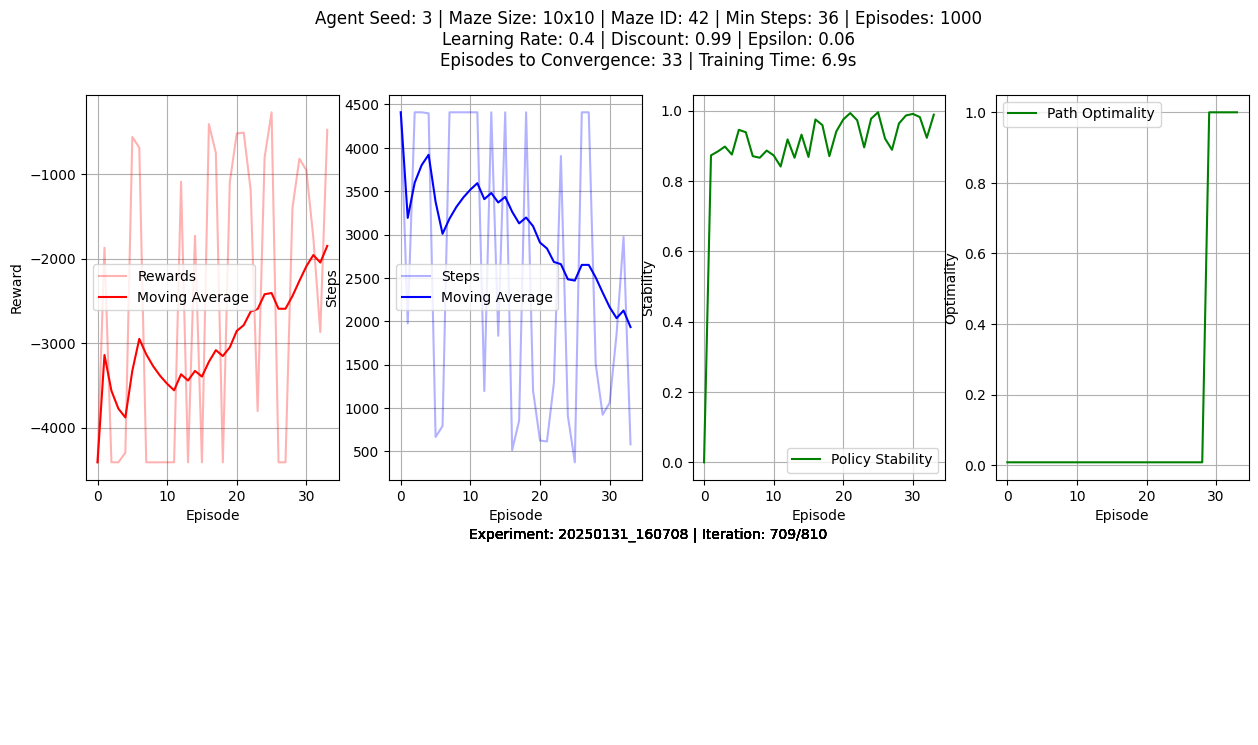 Agent Seed: 3 | Maze Size: 10x10 | Maze ID: 42 | Min Steps: 36 | Episodes: 1000
Learning Rate: 0.4 | Discount: 0.99 | Epsilon: 0.06
Episodes to Convergence: 33 | Training Time: 6.9s
Reward
−1000
−2000
−3000
−4000
Rewards
Moving Average
0 10 20 30
Episode
Steps
4500
4000
3500
3000
2500
2000
1500
1000
500
Steps
Moving Average
0 10 20 30
Episode
Stability
1.0
0.8
0.6
0.4
0.2
0.0
Policy Stability
0 10 20 30
Episode
Optimality
1.0
0.8
0.6
0.4
0.2
0.0
Path Optimality
0 10 20 30
Episode
Experiment: 20250131_160708 | Iteration: 709/810